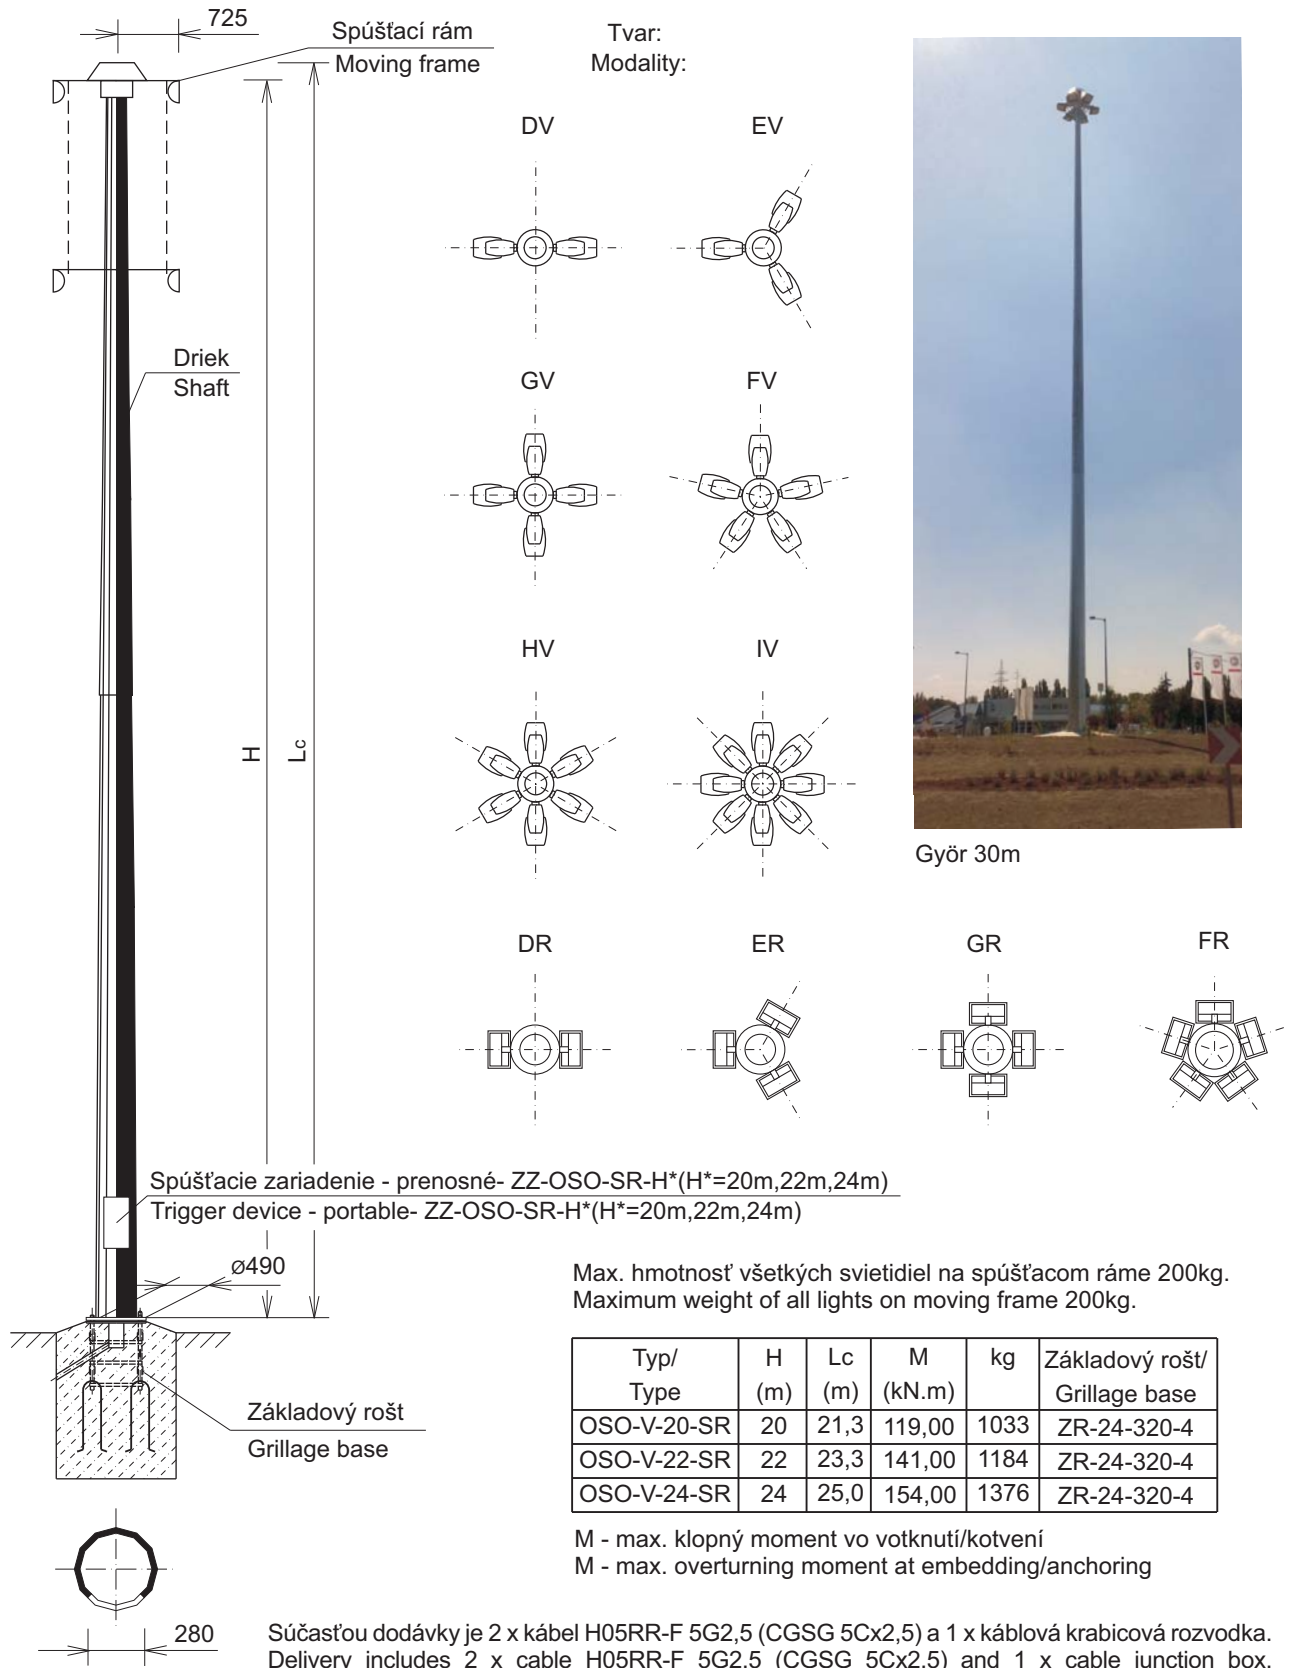 725
Spúšťací rám
Moving frame
Tvar:
Modality:
DV
EV
Driek
Shaft
GV
FV
HV
IV
H
Lc
Györ 30m
DR
ER
GR
FR
Spúšťacie zariadenie - prenosné- ZZ-OSO-SR-H*(H*=20m,22m,24m)
Trigger device - portable- ZZ-OSO-SR-H*(H*=20m,22m,24m)
ø490
Max. hmotnosť všetkých svietidiel na spúšťacom ráme 200kg.
Maximum weight of all lights on moving frame 200kg.
Typ/ Type H (m) Lc (m) M (kN.m) kg Základový rošt/ Grillage base
OSO-V-20-SR 20 21,3 119,00 1033 ZR-24-320-4
OSO-V-22-SR 22 23,3 141,00 1184 ZR-24-320-4
OSO-V-24-SR 24 25,0 154,00 1376 ZR-24-320-4
Základový rošt
Grillage base
M - max. klopný moment vo votknutí/kotvení
M - max. overturning moment at embedding/anchoring
280
Súčasťou dodávky je 2 x kábel H05RR-F 5G2,5 (CGSG 5Cx2,5) a 1 x káblová krabicová rozvodka.
Delivery includes 2 x cable H05RR-F 5G2,5 (CGSG 5Cx2,5) and 1 x cable junction box.